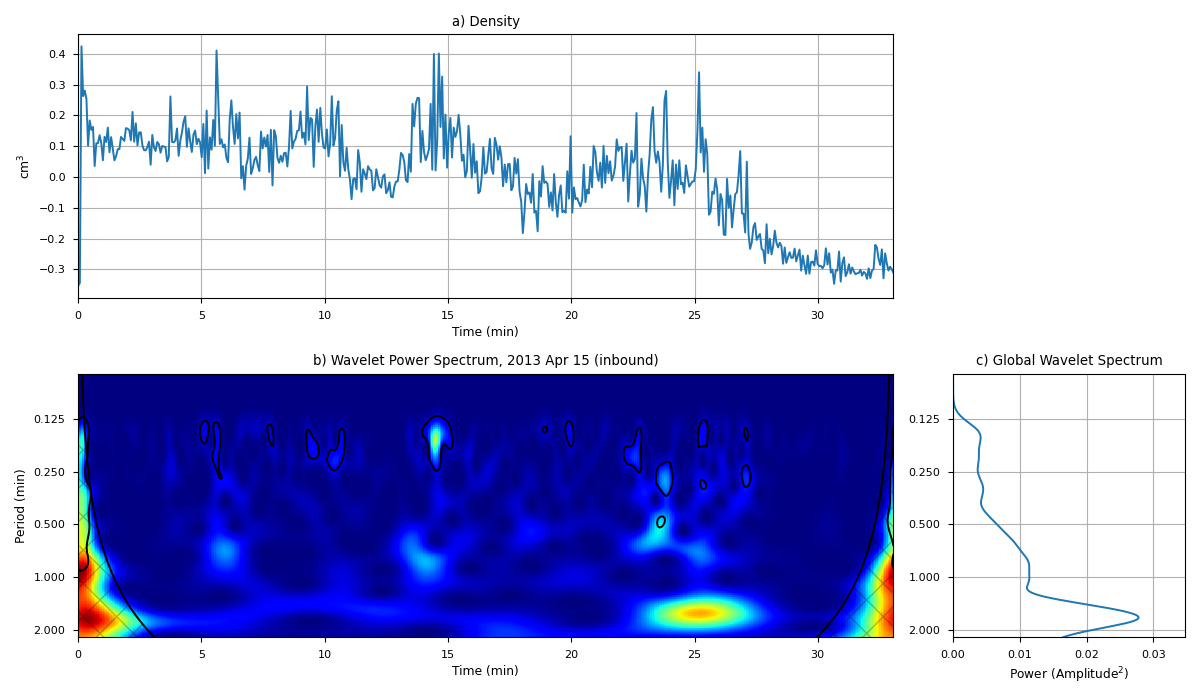 a) Density
cm³
0.4
0.3
0.2
0.1
0.0
−0.1
−0.2
−0.3
0 5 10 15 20 25 30
Time (min)
b) Wavelet Power Spectrum, 2013 Apr 15 (inbound)
Period (min)
0.125
0.250
0.500
1.000
2.000
0 5 10 15 20 25 30
Time (min)
c) Global Wavelet Spectrum
0.125
0.250
0.500
1.000
2.000
0.00 0.01 0.02 0.03
Power (Amplitude²)